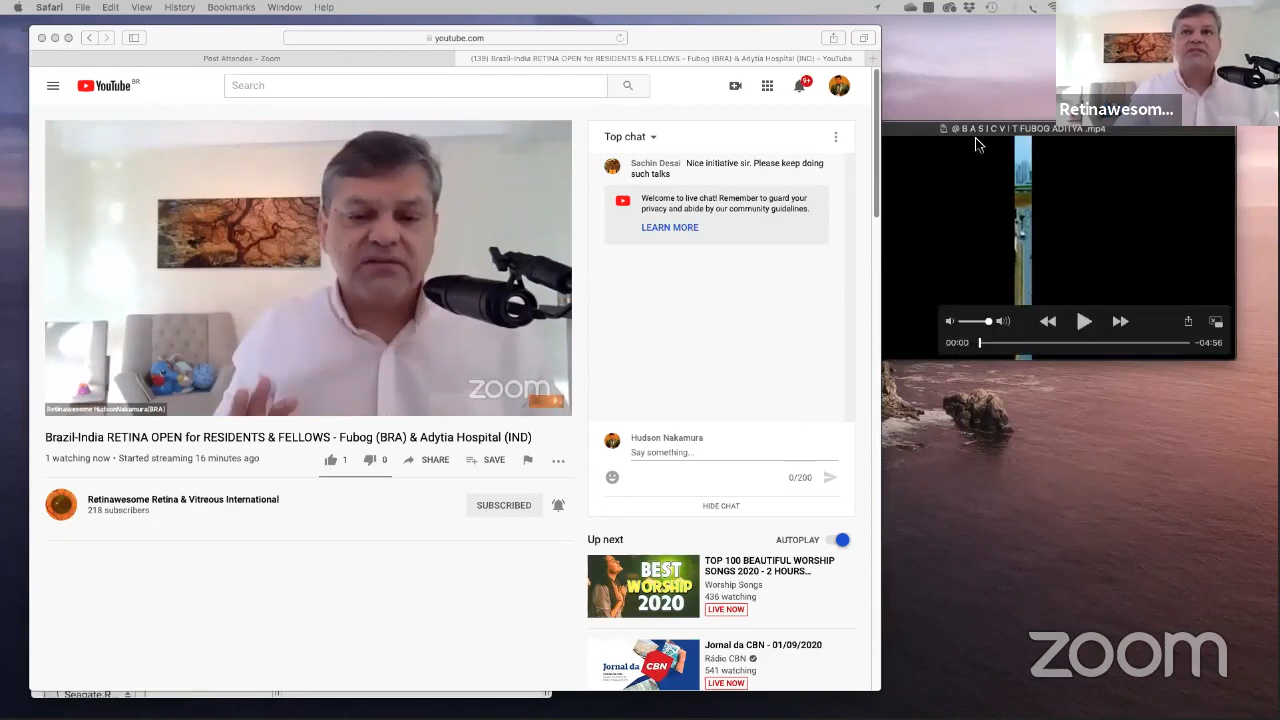 Safari File Edit View History Bookmarks Window Help
youtube.com
Post Attendee - Zoom
(139) Brazil-India RETINA OPEN for RESIDENTS & FELLOWS - Fubog (BRA) & Adytia Hospital (IND) - YouTube
YouTube BR
Search
9+
Retinawesom...
@ B A S I C V I T FUBOG ADITYA .mp4
Top chat
Sachin Desai Nice initiative sir. Please keep doing
such talks
Welcome to live chat! Remember to guard your
privacy and abide by our community guidelines.
LEARN MORE
00:00
-04:56
zoom
Retinawesome HudsonNakamura(BRA)
Brazil-India RETINA OPEN for RESIDENTS & FELLOWS - Fubog (BRA) & Adytia Hospital (IND)
1 watching now • Started streaming 16 minutes ago
1
0
SHARE
SAVE
Hudson Nakamura
Say something...
0/200
HIDE CHAT
Retinawesome Retina & Vitreous International
218 subscribers
SUBSCRIBED
Up next
AUTOPLAY
BEST
WORSHIP
2020
TOP 100 BEAUTIFUL WORSHIP
SONGS 2020 - 2 HOURS...
Worship Songs
436 watching
LIVE NOW
Jornal da
CBN
Jornal da CBN - 01/09/2020
Rádio CBN
541 watching
LIVE NOW
Seagate.R...
zoom